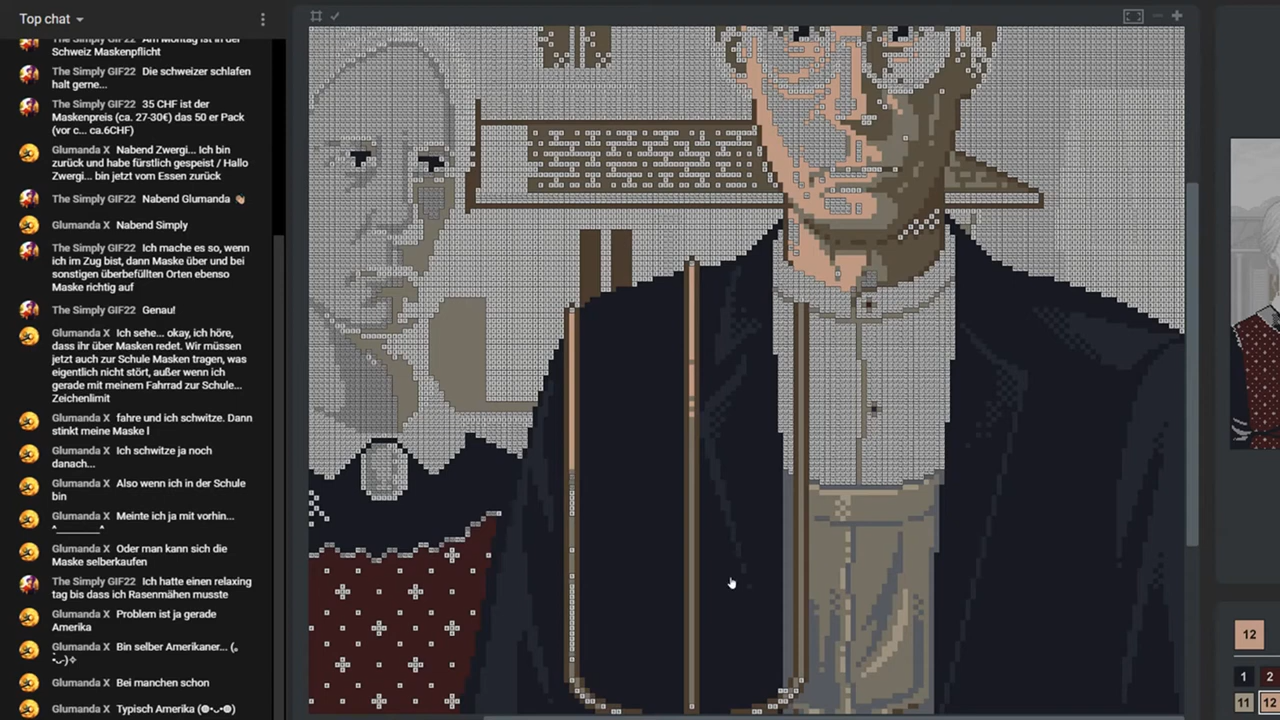 Top chat
The Simply GIF22 Am Montag ist in der
Schweiz Maskenpflicht
The Simply GIF22 Die schweizer schlafen
halt gerne...
The Simply GIF22 35 CHF ist der
Maskenpreis (ca. 27-30€) das 50 er Pack
(vor c... ca.6CHF)
Glumanda X Nabend Zwergi... Ich bin
zurück und habe fürstlich gespeist / Hallo
Zwergi... bin jetzt vom Essen zurück
The Simply GIF22 Nabend Glumanda 👋🏼
Glumanda X Nabend Simply
The Simply GIF22 Ich mache es so, wenn
ich im Zug bist, dann Maske über und bei
sonstigen überbefüllten Orten ebenso
Maske richtig auf
The Simply GIF22 Genau!
Glumanda X Ich sehe... okay, ich höre,
dass ihr über Masken redet. Wir müssen
jetzt auch zur Schule Masken tragen, was
eigentlich nicht stört, außer wenn ich
gerade mit meinem Fahrrad zur Schule...
Zeichenlimit
Glumanda X fahre und ich schwitze. Dann
stinkt meine Maske l
Glumanda X Ich schwitze ja noch
danach...
Glumanda X Also wenn ich in der Schule
bin
Glumanda X Meinte ich ja mit vorhin...
^________^
Glumanda X Oder man kann sich die
Maske selberkaufen
The Simply GIF22 Ich hatte einen relaxing
tag bis dass ich Rasenmähen musste
Glumanda X Problem ist ja gerade
Amerika
Glumanda X Bin selber Amerikaner...
Glumanda X Bei manchen schon
Glumanda X Typisch Amerika
12
1 2
11 12